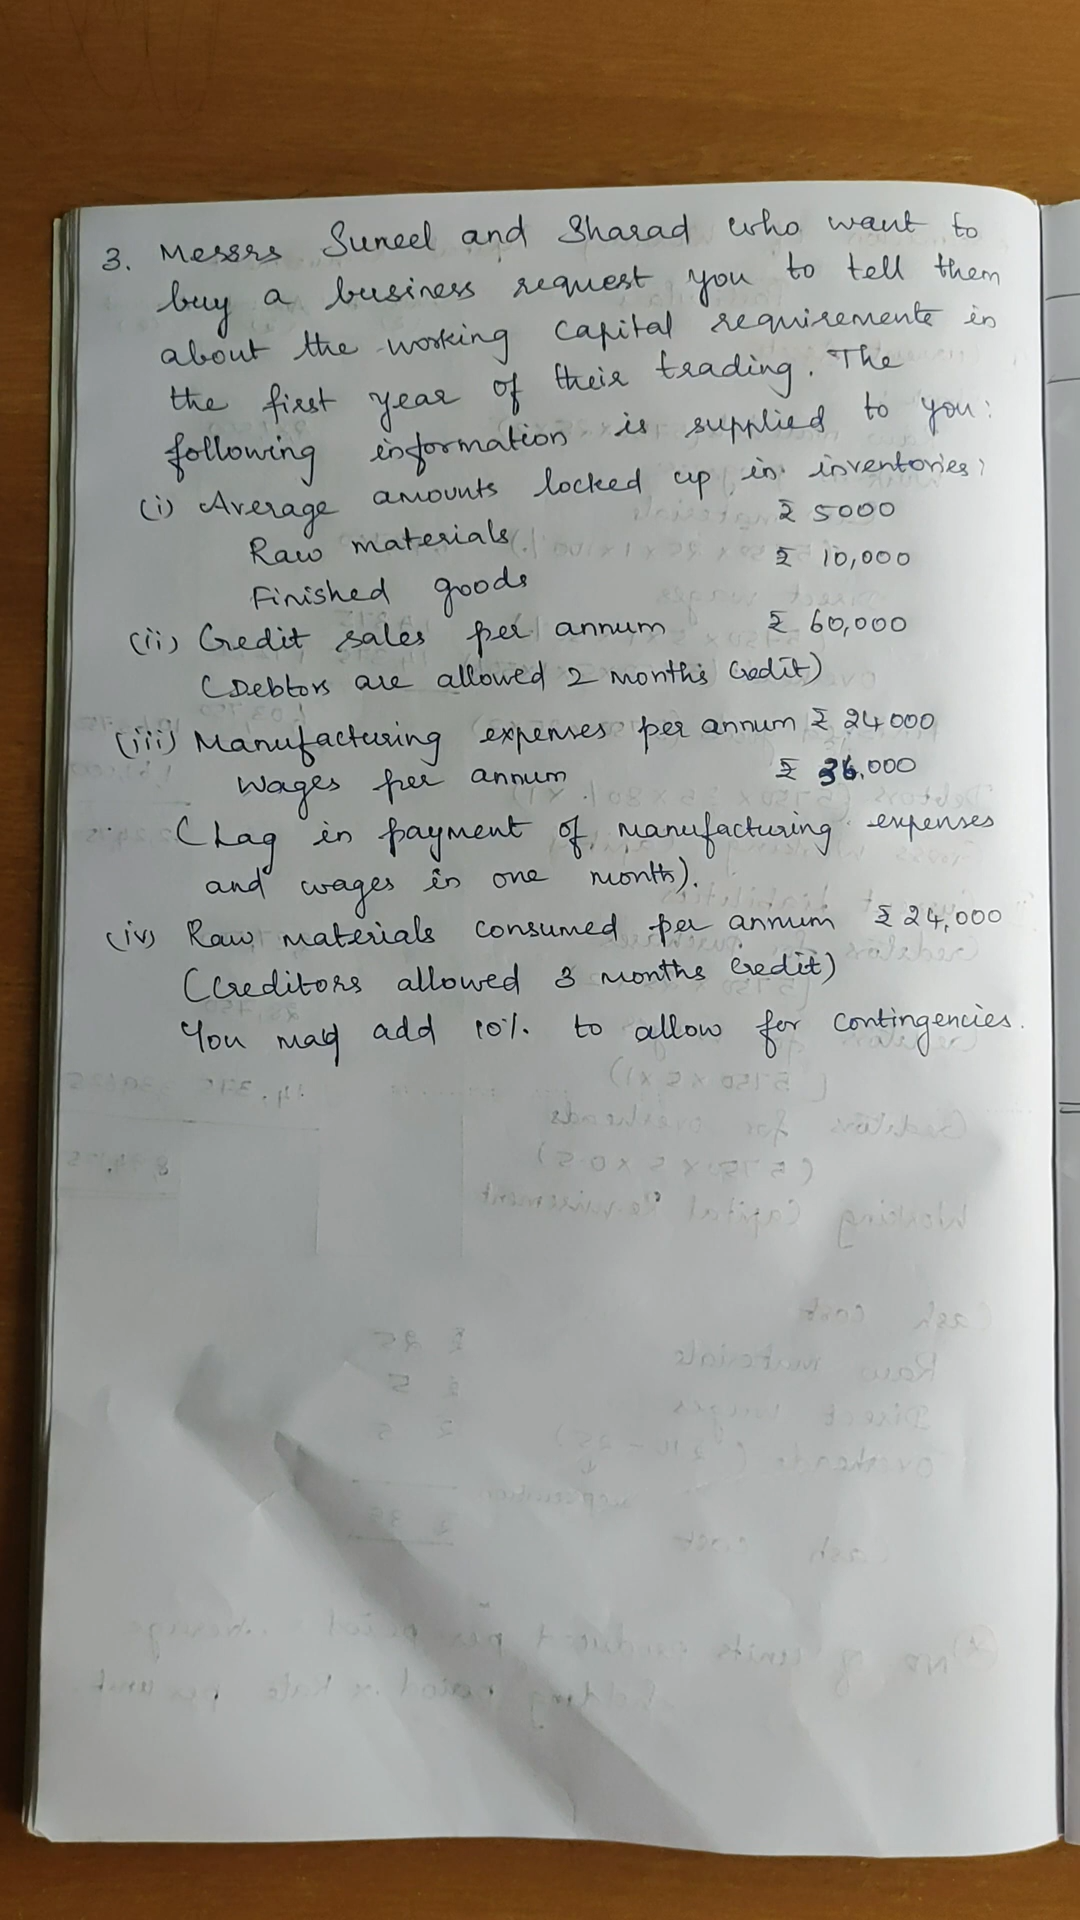 3. Messrs Suneel and Sharad who want to
buy a business request you to tell them
about the working capital requirements in
the first year of their trading. The
following information is supplied to you:
(i) Average amounts locked up in inventories:
Raw materials ₹ 5000
Finished goods ₹ 10,000
(ii) Credit sales per annum ₹ 60,000
(Debtors are allowed 2 months credit)
(iii) Manufacturing expenses per annum ₹ 24000
Wages per annum ₹ 36,000
(Lag in payment of manufacturing expenses
and wages in one month).
(iv) Raw materials consumed per annum ₹ 24,000
(Creditors allowed 3 months credit)
You may add 10% to allow for contingencies.